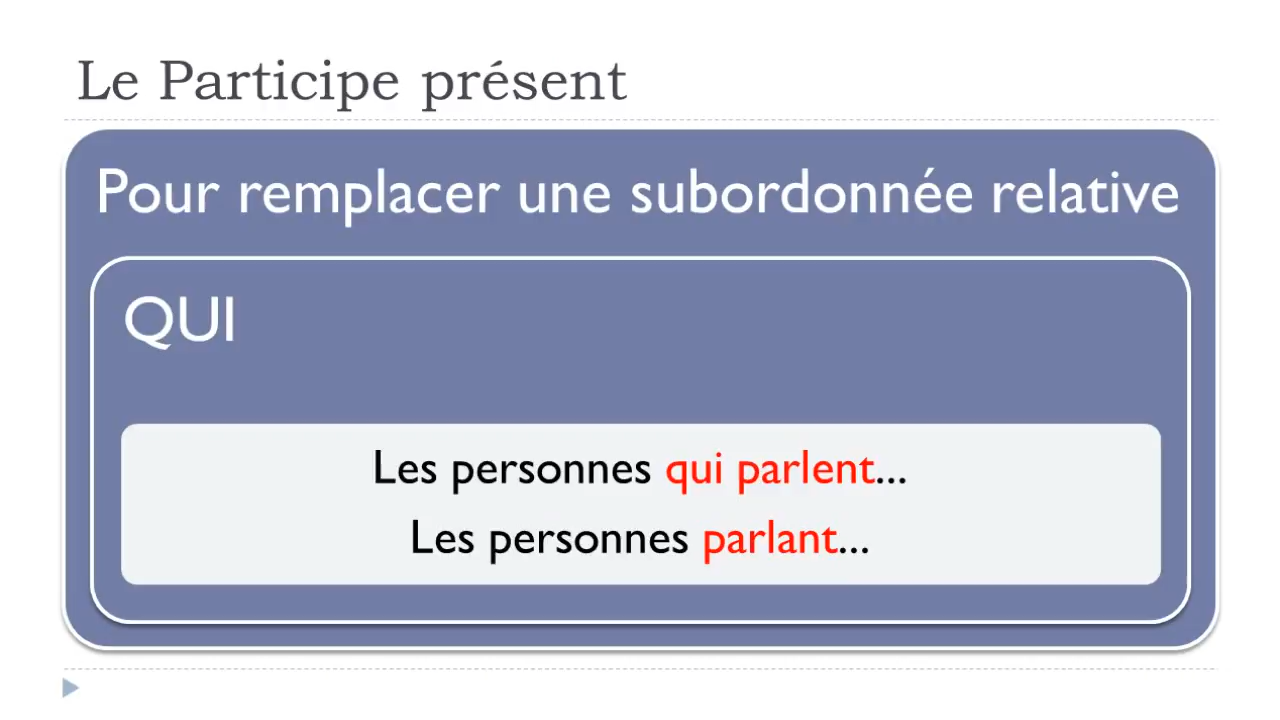 Le Participe présent
Pour remplacer une subordonnée relative
QUI
Les personnes qui parlent...
Les personnes parlant...